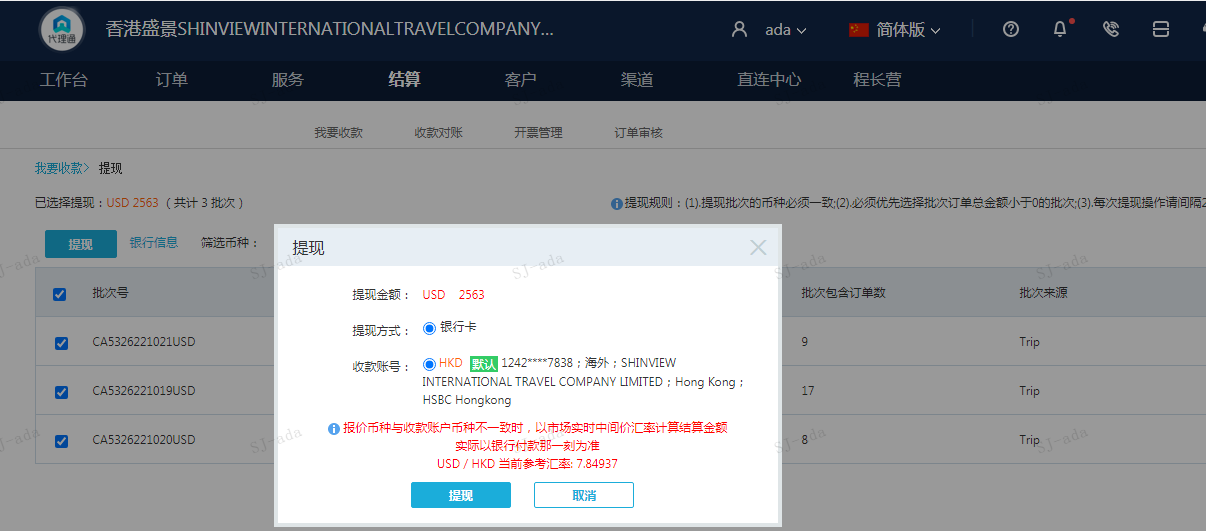 代理通
香港盛景SHINVIEWINTERNATIONALTRAVELCOMPANY...
ada
简体版
工作台 订单 服务 结算 客户 渠道 直连中心 程长营
我要收款 收款对账 开票管理 订单审核
我要收款> 提现
已选择提现：USD 2563 （共计 3 批次）
提现规则：(1).提现批次的币种必须一致;(2).必须优先选择批次订单总金额小于0的批次;(3).每次提现操作请间隔2
提现 银行信息 筛选币种：
批次号 批次包含订单数 批次来源
CA5326221021USD 9 Trip
CA5326221019USD 17 Trip
CA5326221020USD 8 Trip
提现
提现金额： USD 2563
提现方式： 银行卡
收款账号： HKD 默认 1242****7838；海外；SHINVIEW
INTERNATIONAL TRAVEL COMPANY LIMITED；Hong Kong；
HSBC Hongkong
报价币种与收款账户币种不一致时，以市场实时中间价汇率计算结算金额
实际以银行付款那一刻为准
USD / HKD 当前参考汇率: 7.84937
提现 取消
SJ-ada
SJ-ada
SJ-ada
SJ-ada
SJ-ada
SJ-ada